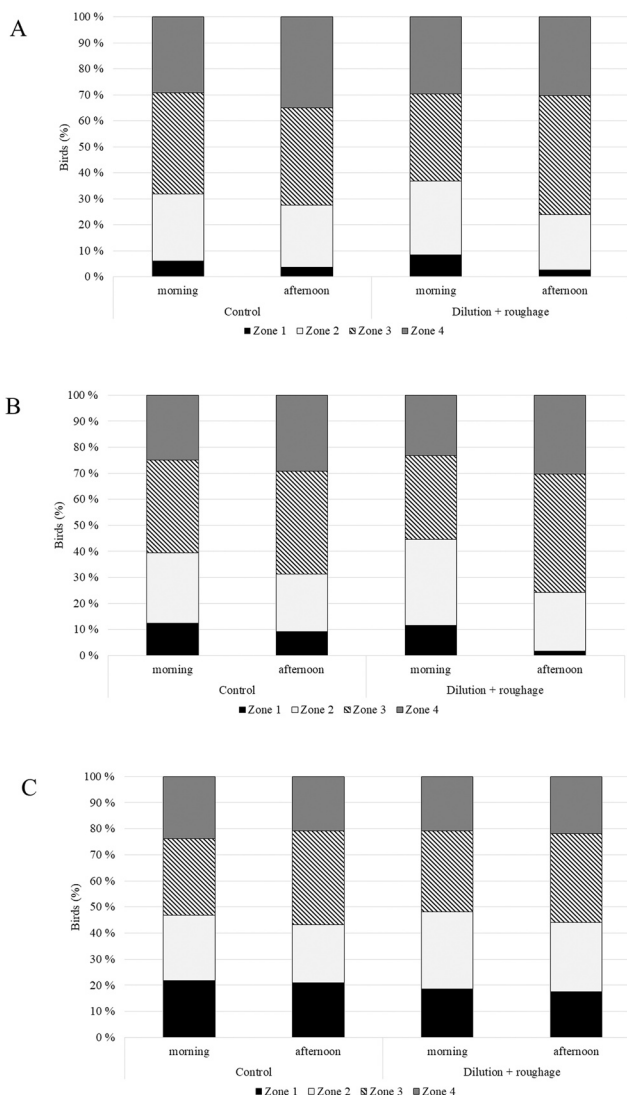 A
100 %
90 %
80 %
70 %
60 %
50 %
40 %
30 %
20 %
10 %
0 %
Birds (%)
morning afternoon morning afternoon
Control Dilution + roughage
Zone 1 Zone 2 Zone 3 Zone 4
B
100 %
90 %
80 %
70 %
60 %
50 %
40 %
30 %
20 %
10 %
0 %
Birds (%)
morning afternoon morning afternoon
Control Dilution + roughage
Zone 1 Zone 2 Zone 3 Zone 4
C
100 %
90 %
80 %
70 %
60 %
50 %
40 %
30 %
20 %
10 %
0 %
Birds (%)
morning afternoon morning afternoon
Control Dilution + roughage
Zone 1 Zone 2 Zone 3 Zone 4